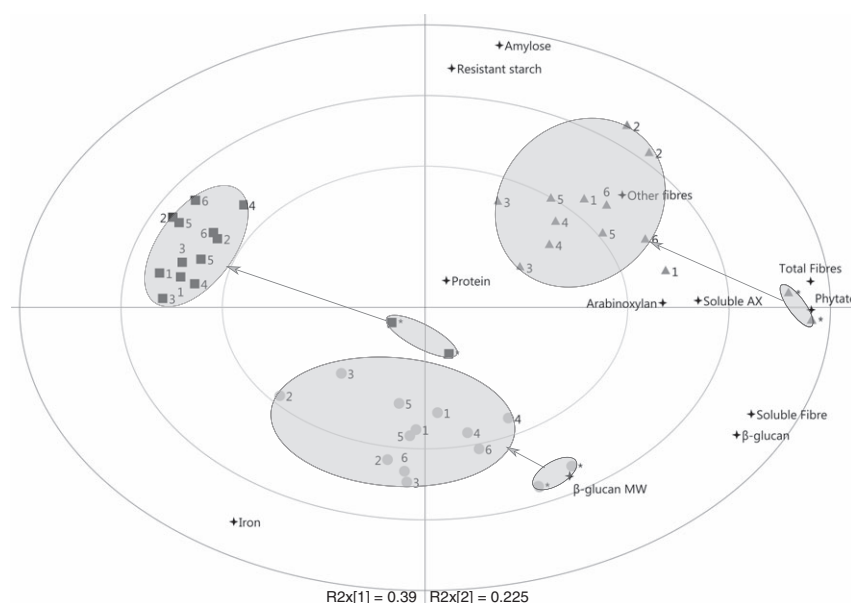 Amylose
Resistant starch
2
2
6 Other fibres
3 5 1
4 5 6
4
3 1
6 4
2 5
6 2
3 5
1
1 4
3
Protein
Total Fibres
*
Phytate
Arabinoxylan Soluble AX
*
*
*
3
2
5
1 4
1 4
5
6
2 6
3
Soluble Fibre
β-glucan
*
*
β-glucan MW
Iron
R2x[1] = 0.39 R2x[2] = 0.225